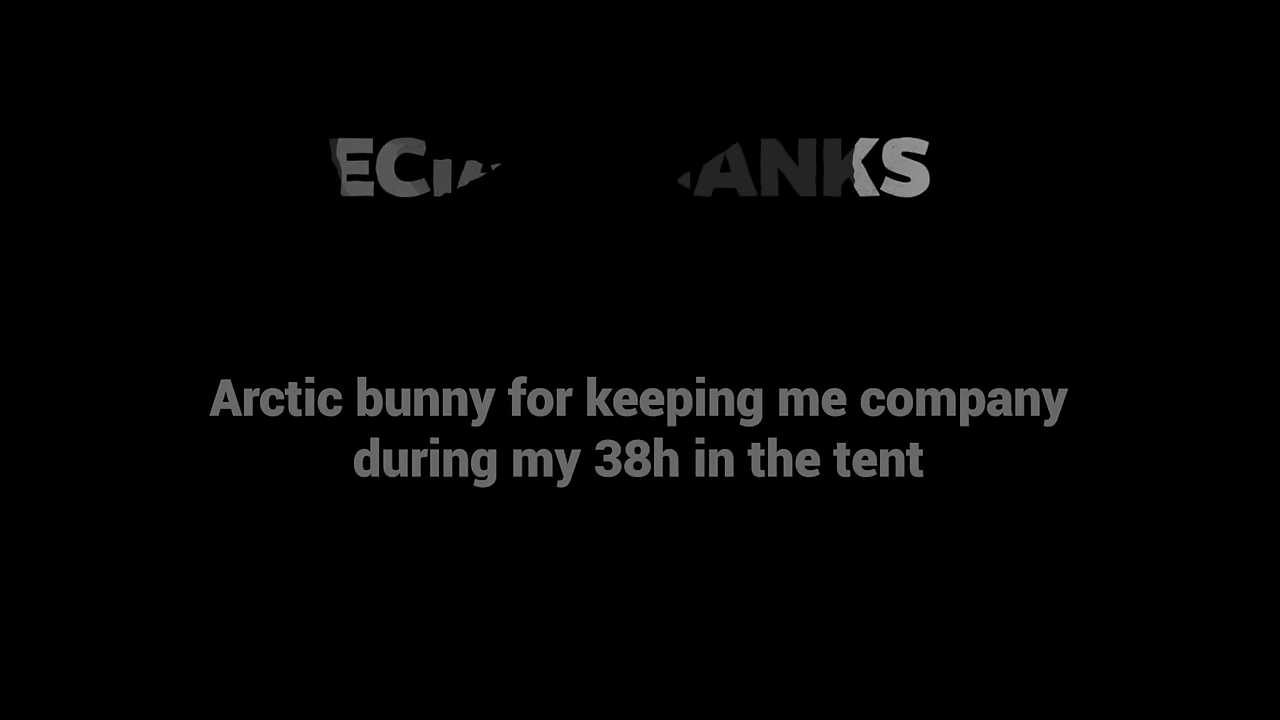 Arctic bunny for keeping me company
during my 38h in the tent